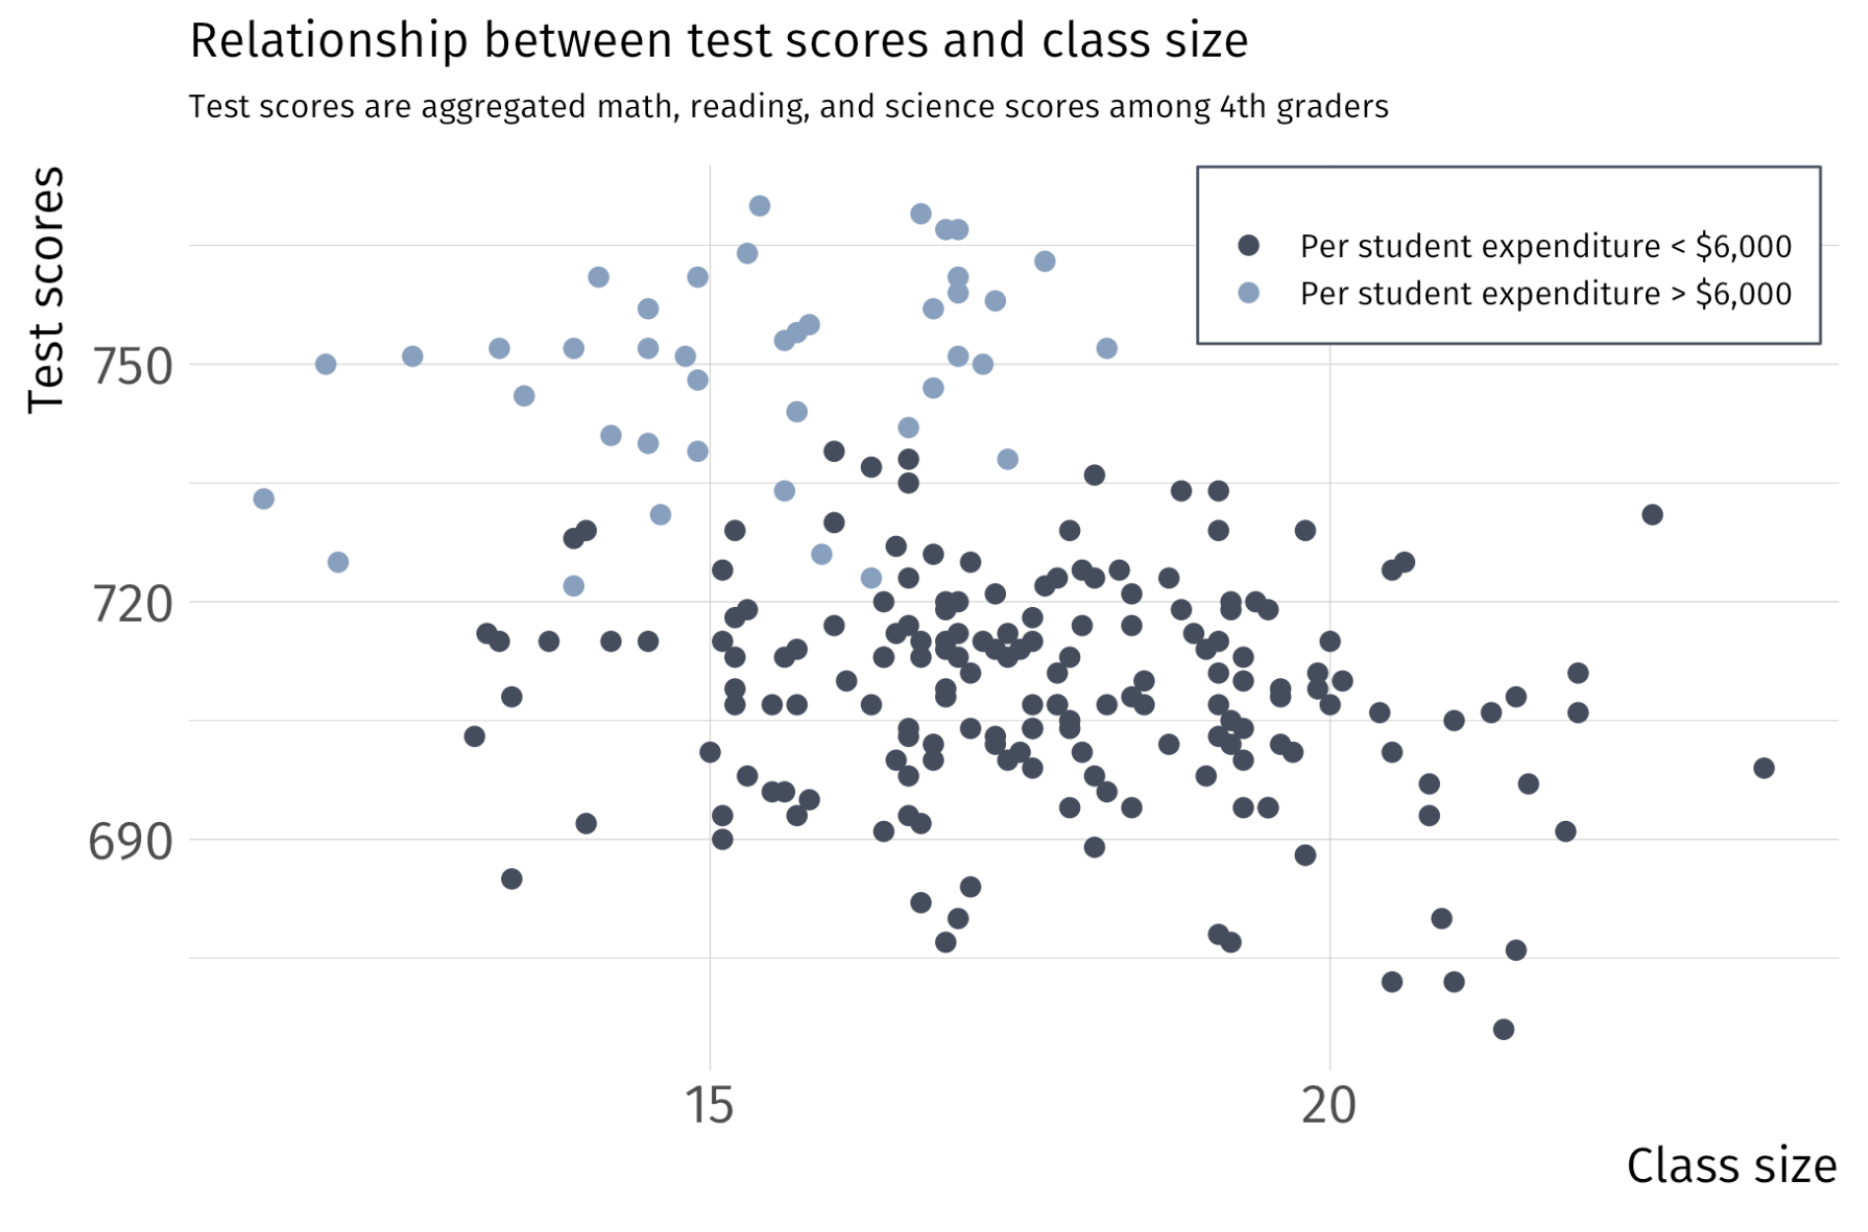 Relationship between test scores and class size
Test scores are aggregated math, reading, and science scores among 4th graders
Test scores
Per student expenditure < $6,000
Per student expenditure > $6,000
750
720
690
15
20
Class size